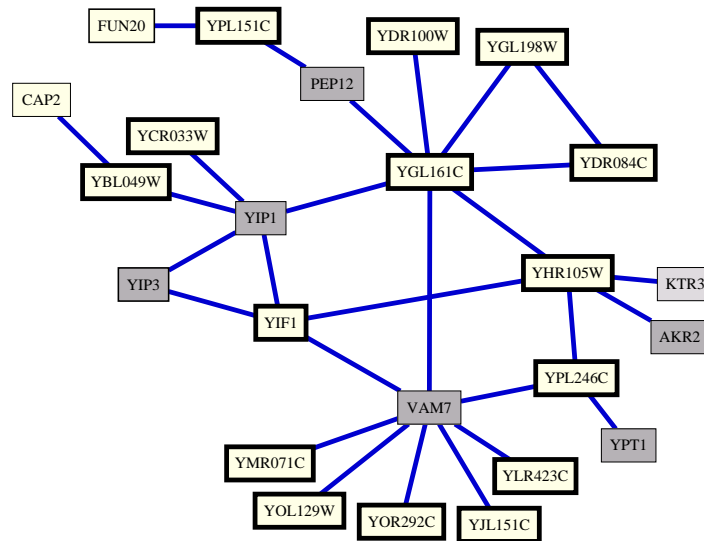 FUN20
YPL151C
YDR100W
YGL198W
PEP12
CAP2
YCR033W
YDR084C
YGL161C
YBL049W
YIP1
YHR105W
YIP3
KTR3
YIF1
AKR2
YPL246C
VAM7
YPT1
YMR071C
YLR423C
YOL129W
YOR292C
YJL151C